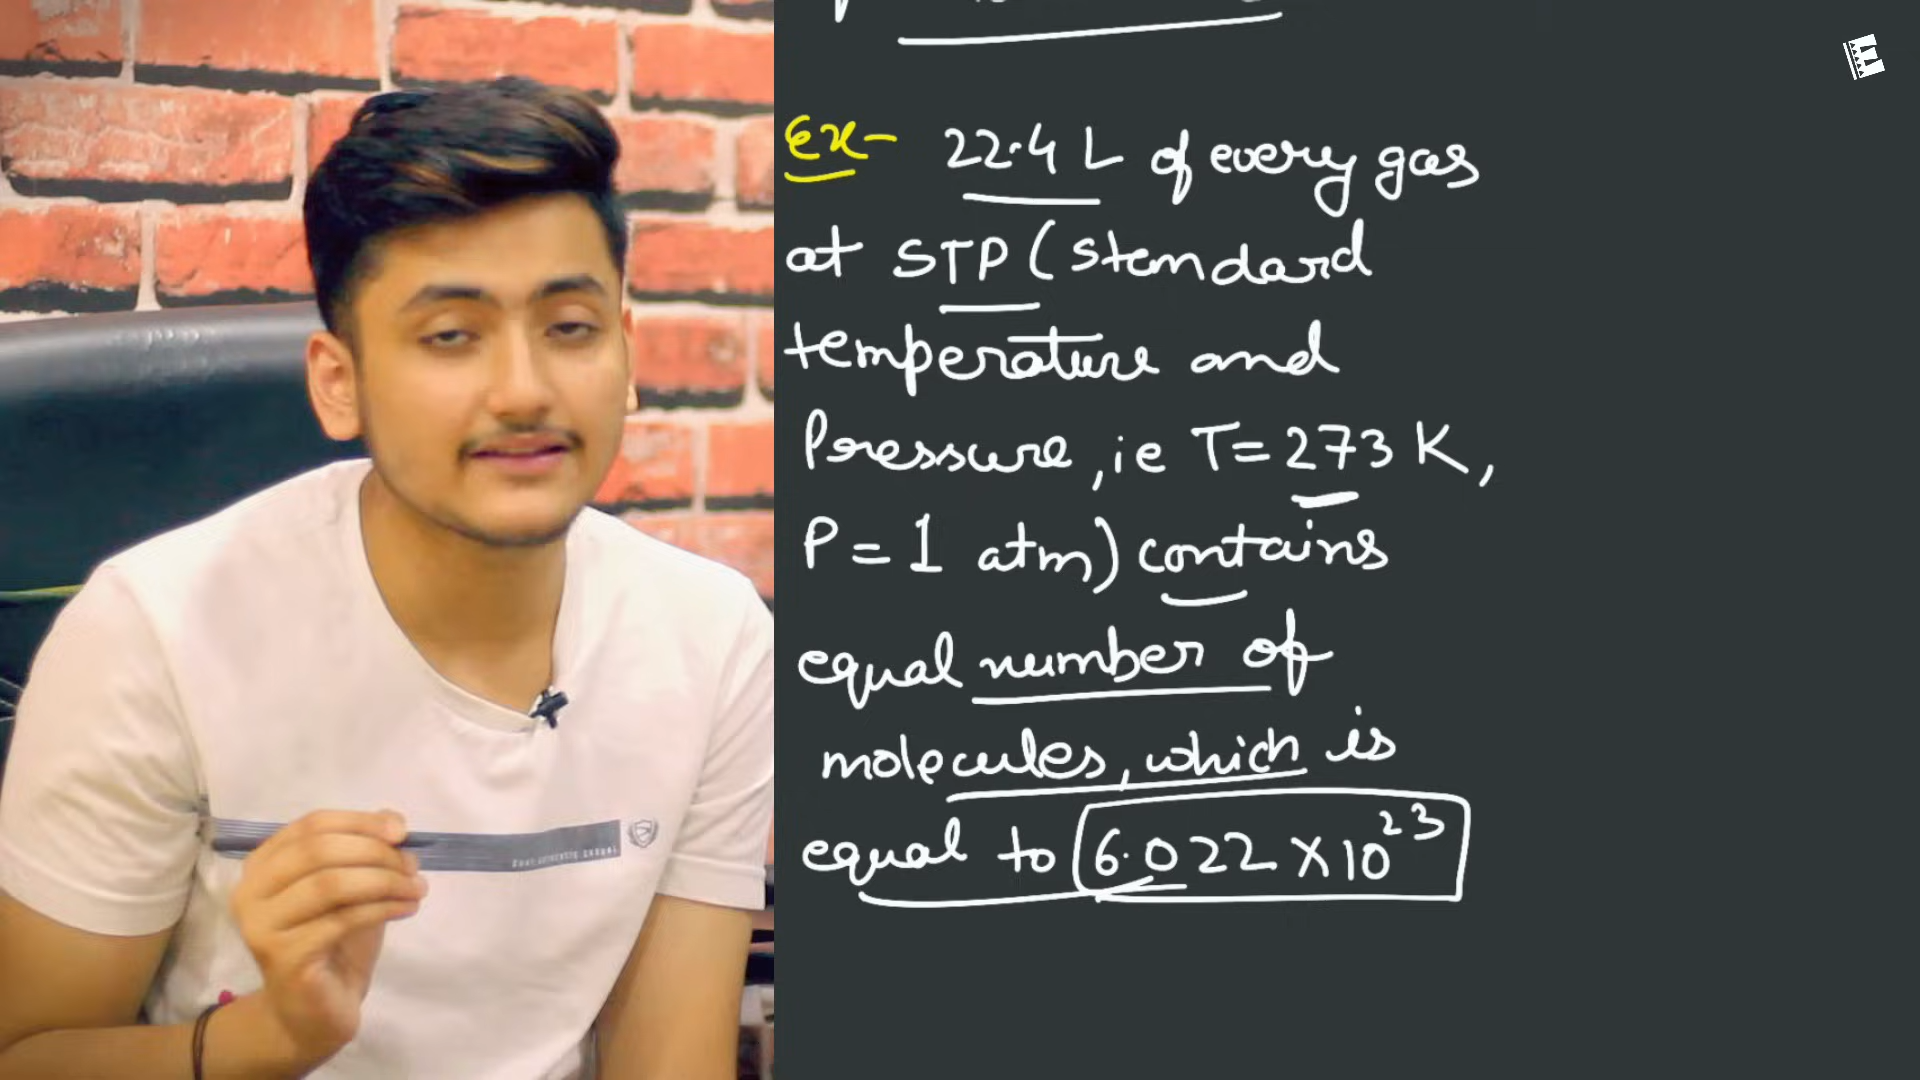 Ex- 22.4 L of every gas
at STP (standard
temperature and
Pressure, ie T=273 K,
P = 1 atm) contains
equal number of
molecules, which is
equal to 6.022 X 10²³
E